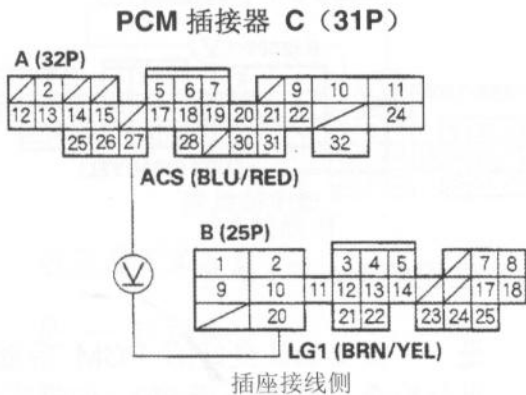 PCM 插接器 C（31P）
A (32P)
2 5 6 7 9 10 11
12 13 14 15 17 18 19 20 21 22 24
25 26 27 28 30 31 32
ACS (BLU/RED)
V
B (25P)
1 2 3 4 5 7 8
9 10 11 12 13 14 17 18
20 21 22 23 24 25
LG1 (BRN/YEL)
插座接线侧